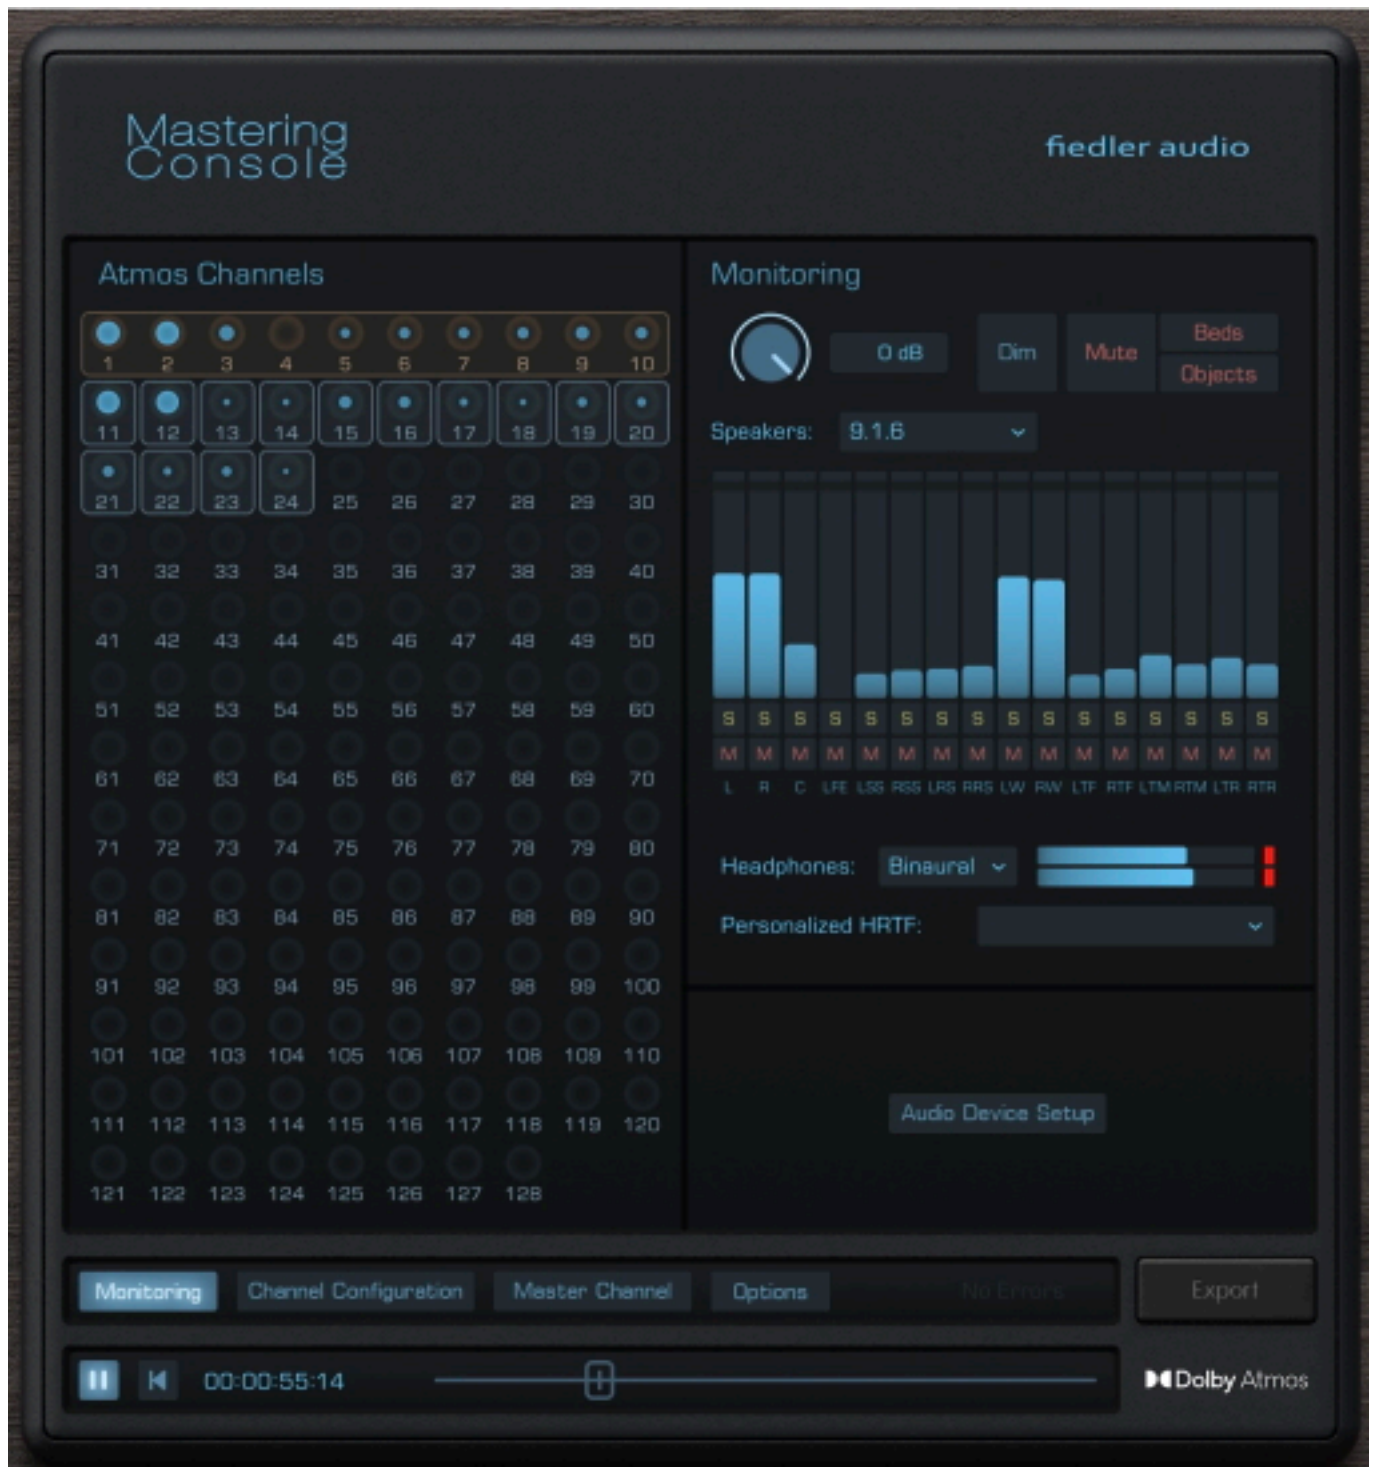 Mastering
Console
fiedler audio
Atmos Channels
1 2 3 4 5 6 7 8 9 10
11 12 13 14 15 16 17 18 19 20
21 22 23 24 25 26 27 28 29 30
31 32 33 34 35 36 37 38 39 40
41 42 43 44 45 46 47 48 49 50
51 52 53 54 55 56 57 58 59 60
61 62 63 64 65 66 67 68 69 70
71 72 73 74 75 76 77 78 79 80
81 82 83 84 85 86 87 88 89 90
91 92 93 94 95 96 97 98 99 100
101 102 103 104 105 106 107 108 109 110
111 112 113 114 115 116 117 118 119 120
121 122 123 124 125 126 127 128
Monitoring
0 dB
Dim
Mute
Beds
Objects
Speakers: 9.1.6
S S S S S S S S S S S S S S S S
M M M M M M M M M M M M M M M M
L R C LFE LSS RSS LRS RRS LW RW LTF RTF LTM RTM LTR RTR
Headphones: Binaural
Personalized HRTF:
Audio Device Setup
Monitoring Channel Configuration Master Channel Options No Errors Export
00:00:55:14
Dolby Atmos